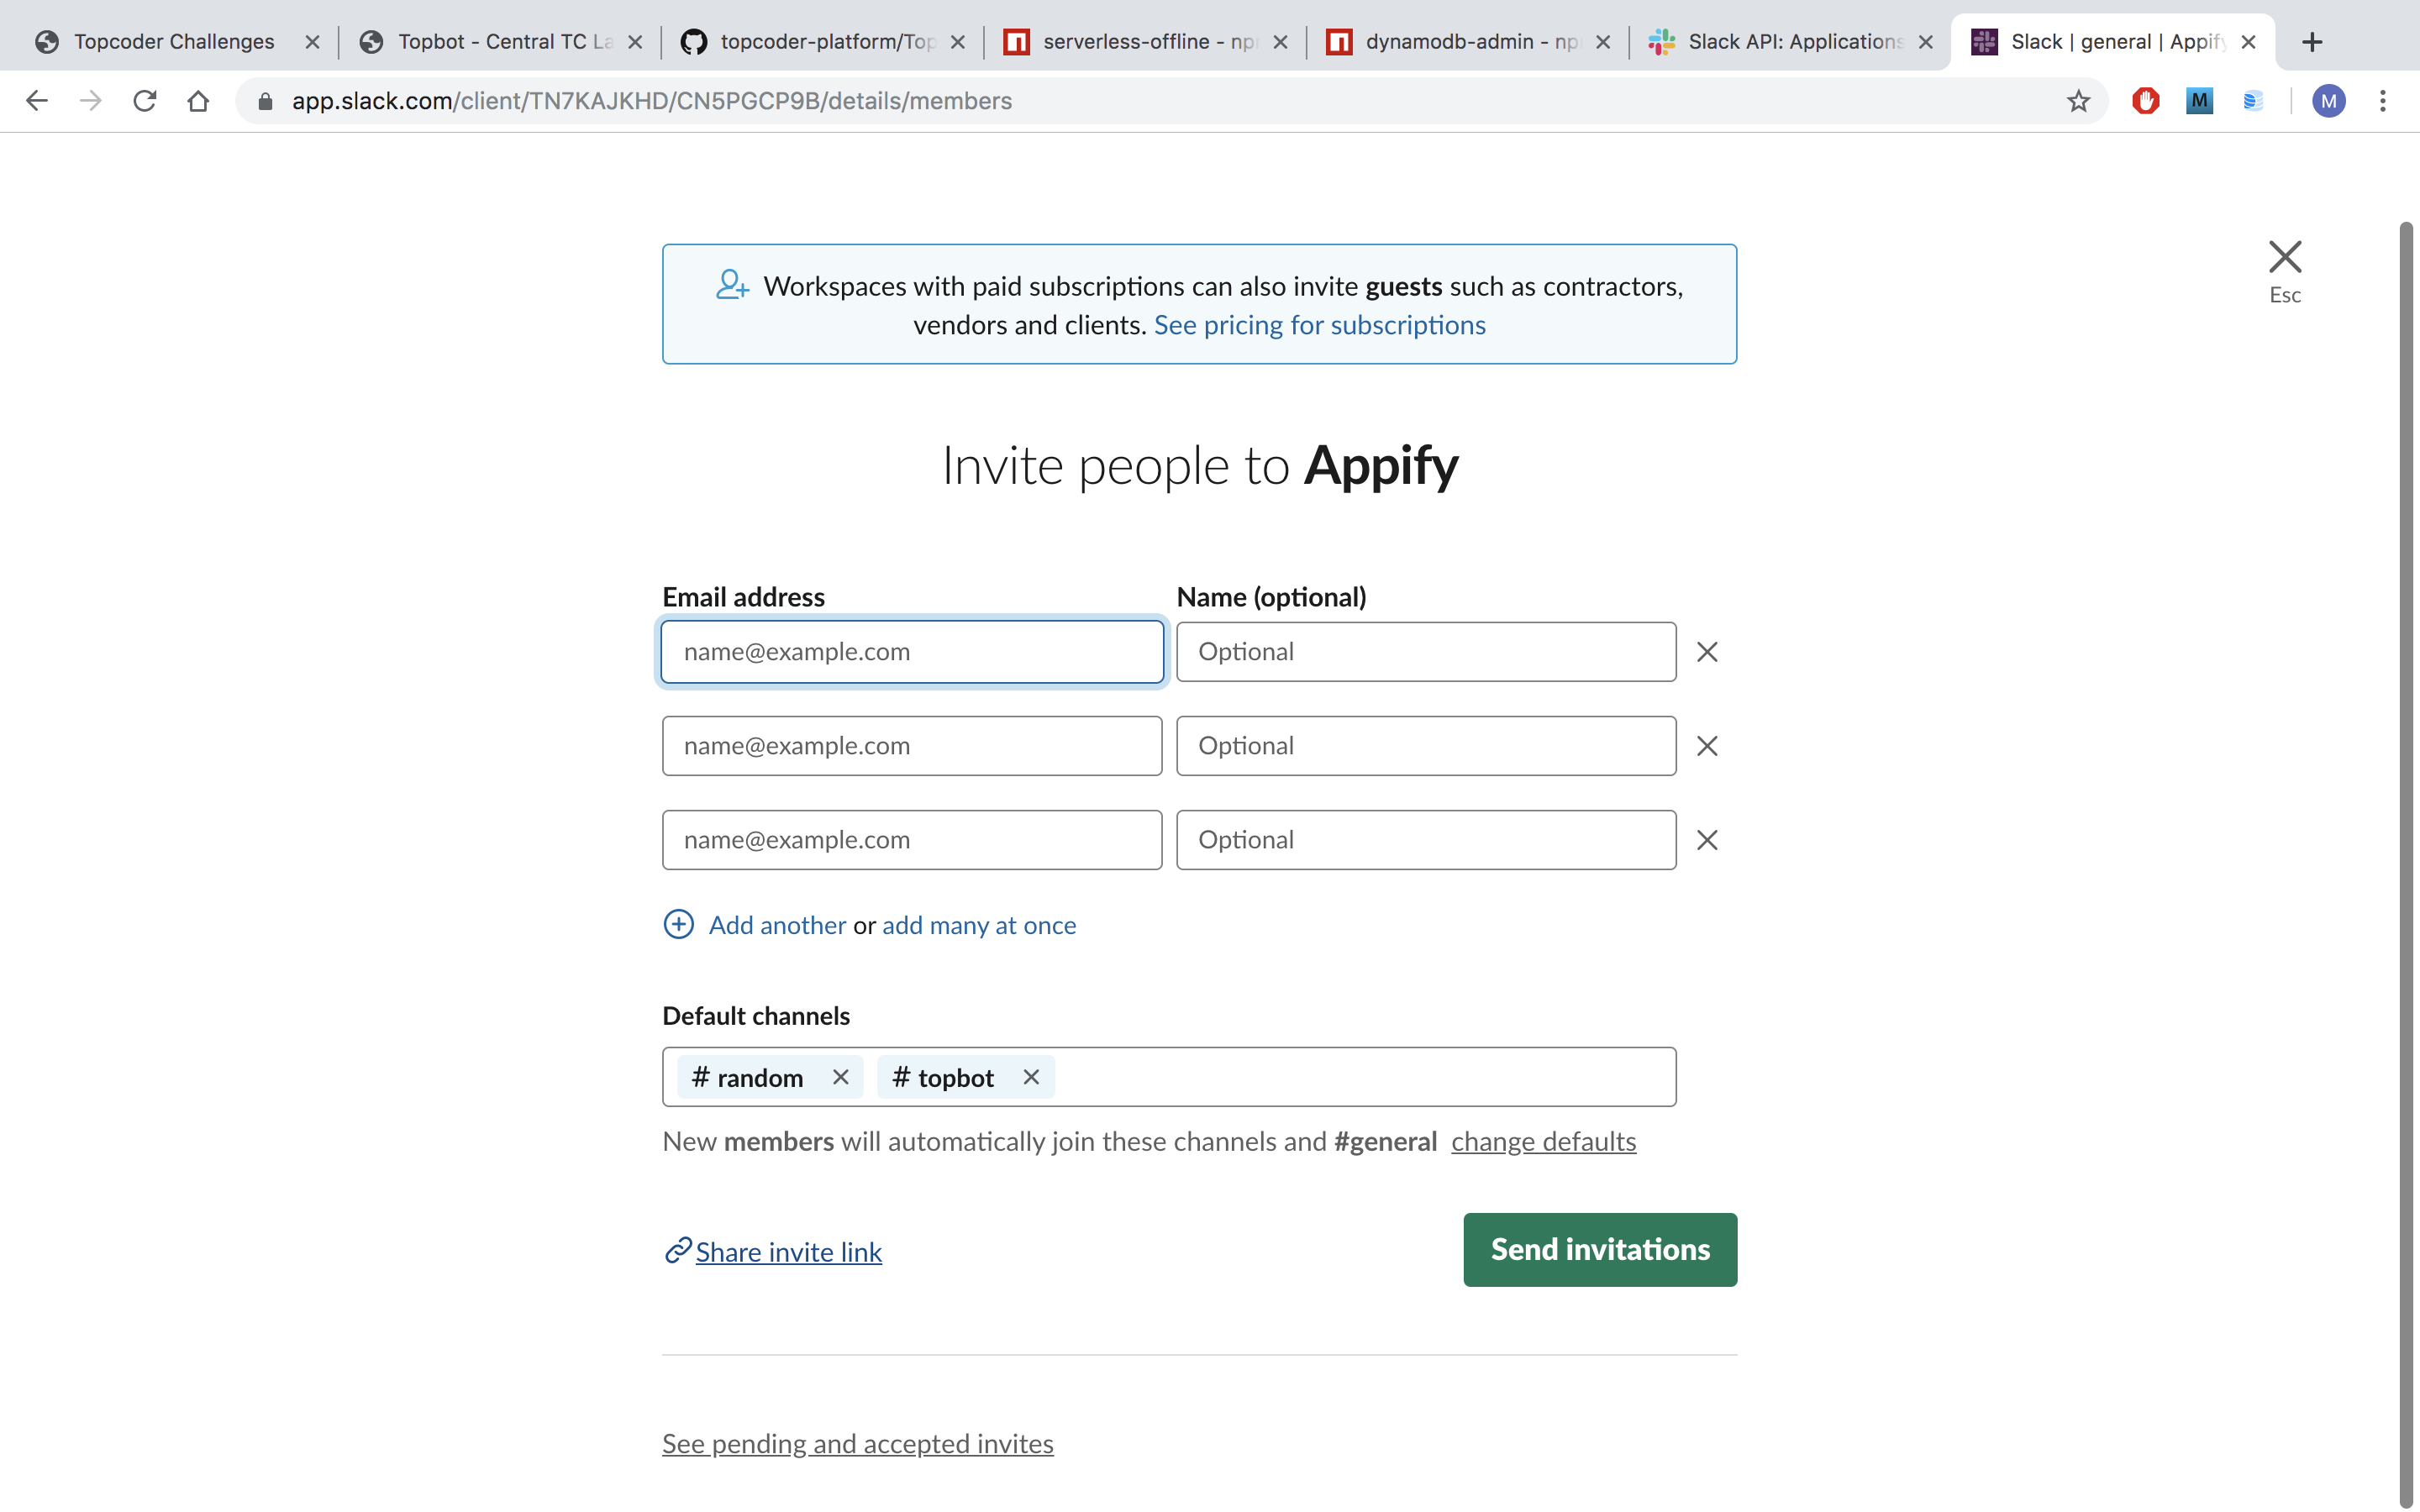 Topcoder Challenges
Topbot - Central TC La
topcoder-platform/Top
serverless-offline - np
dynamodb-admin - np
Slack API: Applications
Slack | general | Appify
app.slack.com/client/TN7KAJKHD/CN5PGCP9B/details/members
M
M
Workspaces with paid subscriptions can also invite guests such as contractors,
vendors and clients. See pricing for subscriptions
Esc
Invite people to Appify
Email address
Name (optional)
name@example.com
Optional
name@example.com
Optional
name@example.com
Optional
Add another or add many at once
Default channels
# random
# topbot
New members will automatically join these channels and #general change defaults
Share invite link
Send invitations
See pending and accepted invites